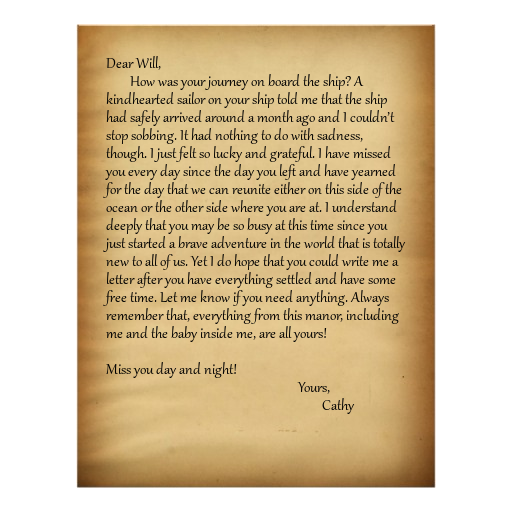 Dear Will,
How was your journey on board the ship? A
kindhearted sailor on your ship told me that the ship
had safely arrived around a month ago and I couldn't
stop sobbing. It had nothing to do with sadness,
though. I just felt so lucky and grateful. I have missed
you every day since the day you left and have yearned
for the day that we can reunite either on this side of the
ocean or the other side where you are at. I understand
deeply that you may be so busy at this time since you
just started a brave adventure in the world that is totally
new to all of us. Yet I do hope that you could write me a
letter after you have everything settled and have some
free time. Let me know if you need anything. Always
remember that, everything from this manor, including
me and the baby inside me, are all yours!
Miss you day and night!
Yours,
Cathy